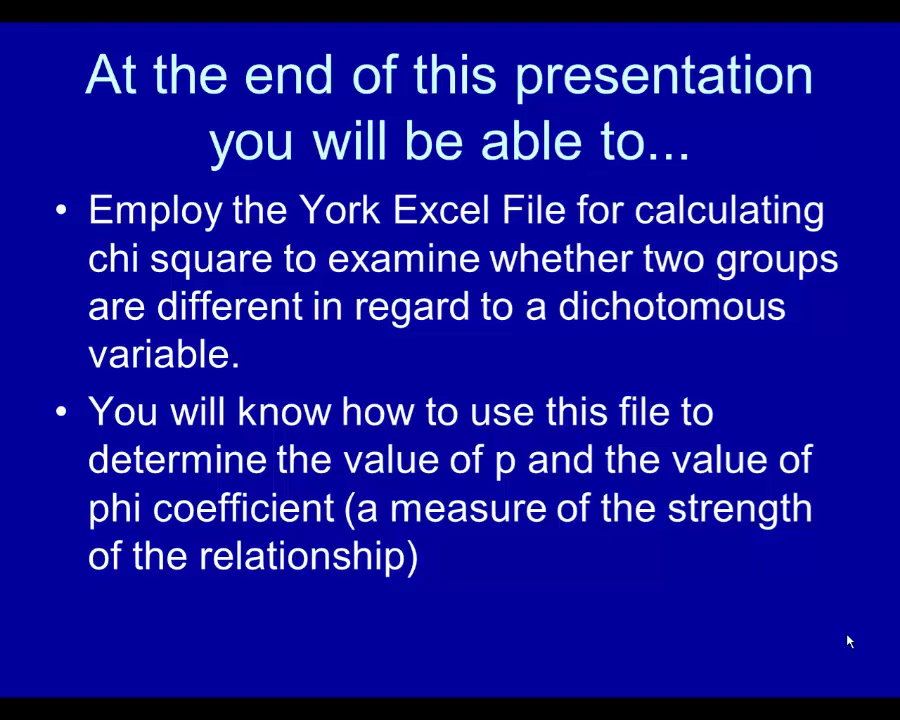 At the end of this presentation
you will be able to...
• Employ the York Excel File for calculating
chi square to examine whether two groups
are different in regard to a dichotomous
variable.
• You will know how to use this file to
determine the value of p and the value of
phi coefficient (a measure of the strength
of the relationship)